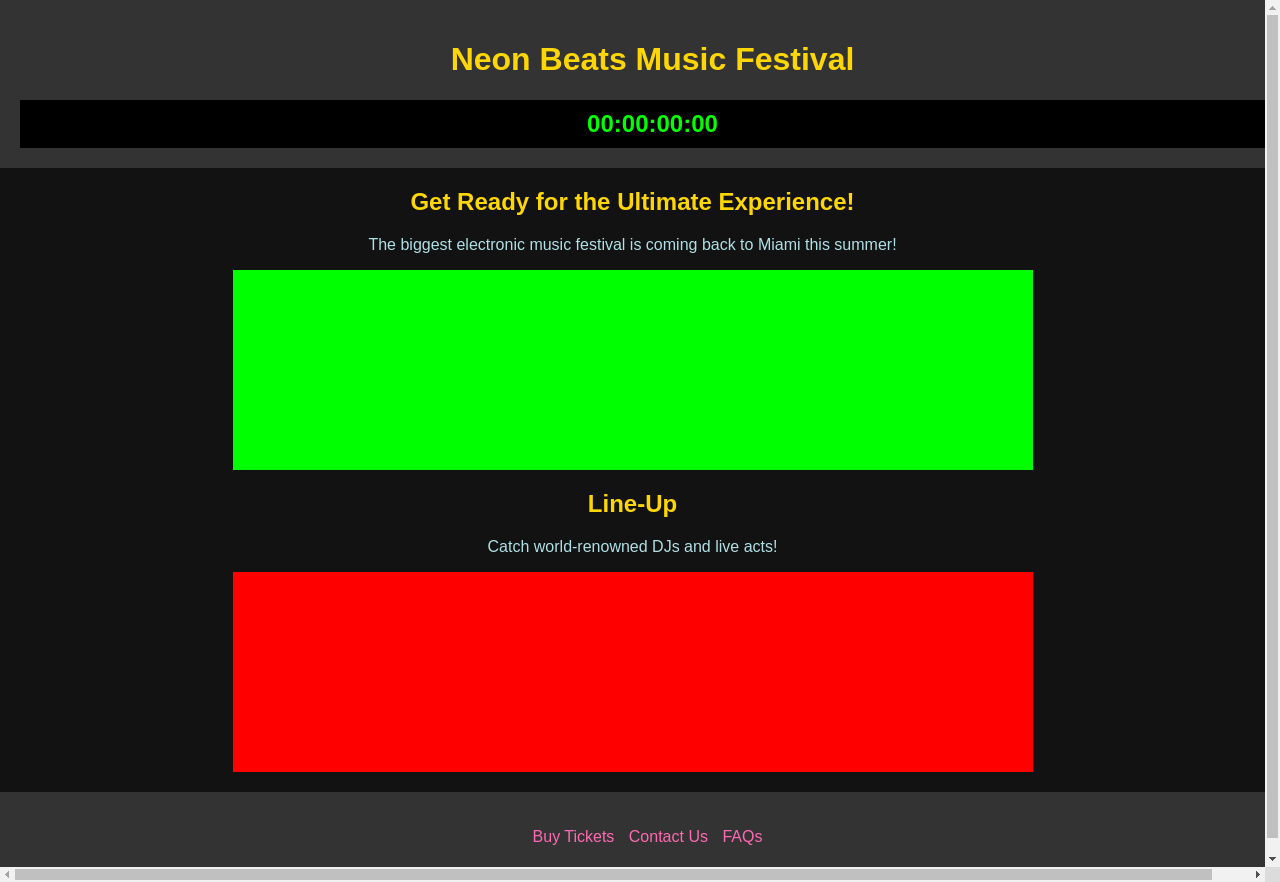 Neon Beats Music Festival
00:00:00:00
Get Ready for the Ultimate Experience!
The biggest electronic music festival is coming back to Miami this summer!
Line-Up
Catch world-renowned DJs and live acts!
Buy Tickets Contact Us FAQs